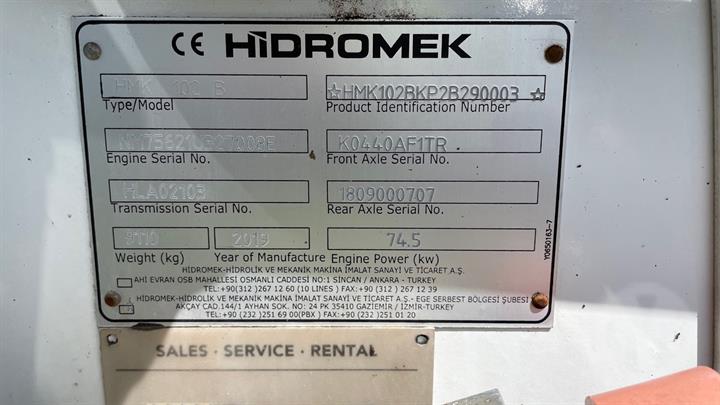 CE HİDROMEK
HMK 102 B ☆HMK102BKP2B290003 ☆
Type/Model Product Identification Number
K0440AF1TR
Engine Serial No. Front Axle Serial No.
HLA02103 1809000707
Transmission Serial No. Rear Axle Serial No.
9110 2019 74.5
Weight (kg) Year of Manufacture Engine Power (kw)
HİDROMEK-HİDROLİK VE MEKANİK MAKİNA İMALAT SANAYİ VE TİCARET A.Ş.
AHİ EVRAN OSB MAHALLESİ OSMANLI CADDESİ NO:1 SİNCAN / ANKARA - TURKEY
TEL:+90(312 )267 12 60 (10 LINES ) FAX:+90 (312 ) 267 12 39
HİDROMEK-HİDROLİK VE MEKANİK MAKİNA İMALAT SANAYİ VE TİCARET A.Ş. - EGE SERBEST BÖLGESİ ŞUBESİ
AKÇAY CAD.144/1 AYHAN SOK. NO: 24 PK 35410 GAZİEMİR / İZMİR-TURKEY
TEL:+90 (232 )251 69 00(PBX ) FAX:+90 (232 )251 01 20
Y0650163-7
SALES · SERVICE · RENTAL